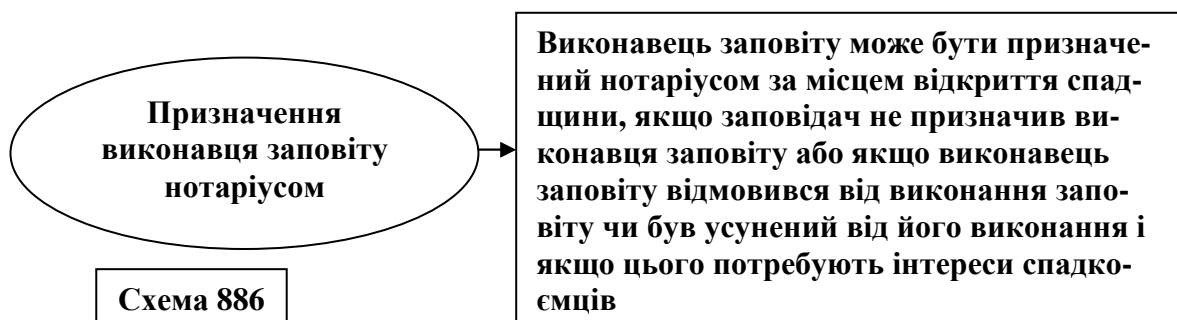 Призначення
виконавця заповіту
нотаріусом
Виконавець заповіту може бути призначе-
ний нотаріусом за місцем відкриття спад-
щини, якщо заповідач не призначив ви-
конавця заповіту або якщо виконавець
заповіту відмовився від виконання запо-
віту чи був усунений від його виконання і
якщо цього потребують інтереси спадко-
ємців
Схема 886